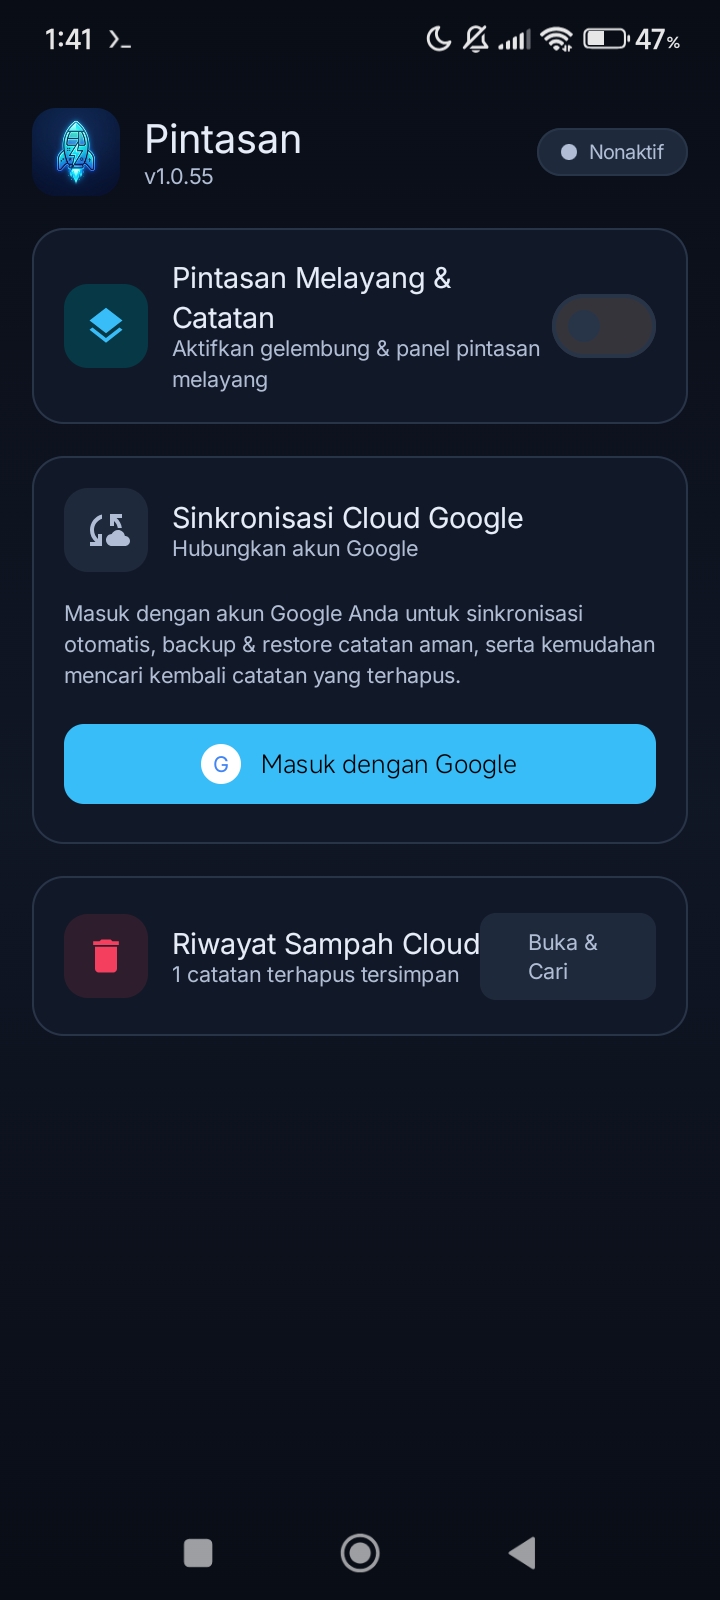 1:41
47%
Pintasan
v1.0.55
Nonaktif
Pintasan Melayang &
Catatan
Aktifkan gelembung & panel pintasan
melayang
Sinkronisasi Cloud Google
Hubungkan akun Google
Masuk dengan akun Google Anda untuk sinkronisasi
otomatis, backup & restore catatan aman, serta kemudahan
mencari kembali catatan yang terhapus.
G Masuk dengan Google
Riwayat Sampah Cloud
1 catatan terhapus tersimpan
Buka &
Cari